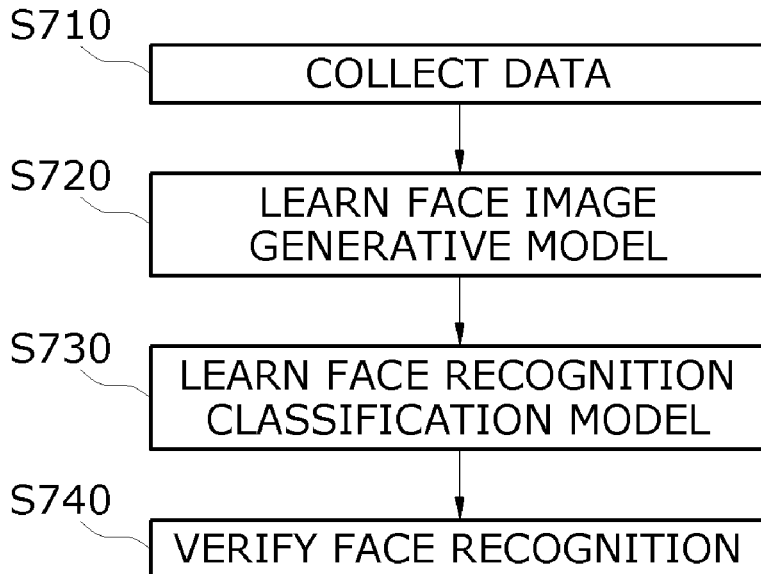 S710
COLLECT DATA
S720
LEARN FACE IMAGE
GENERATIVE MODEL
S730
LEARN FACE RECOGNITION
CLASSIFICATION MODEL
S740
VERIFY FACE RECOGNITION